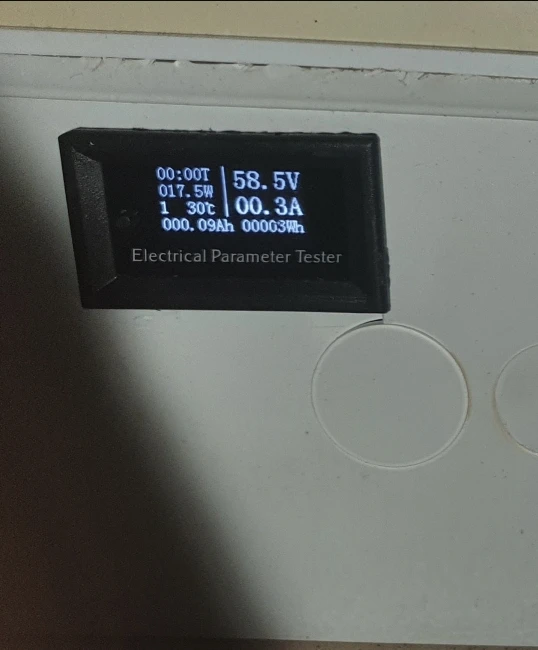 00:00T
017.5W
1 30℃
58.5V
00.3A
000.09Ah 00003Wh
Electrical Parameter Tester